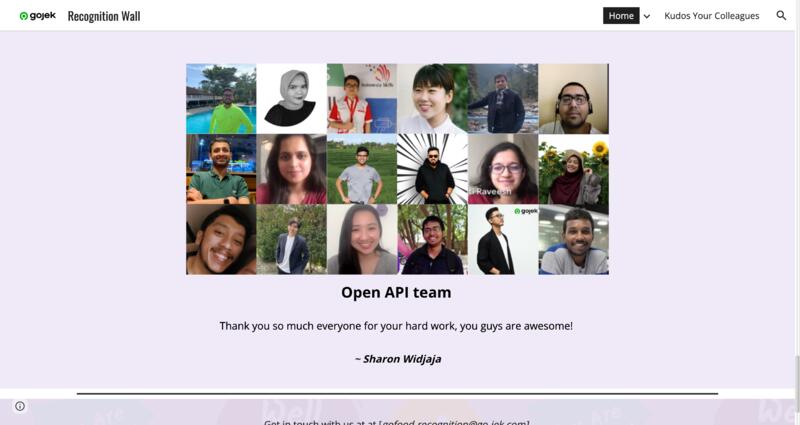 gojek Recognition Wall
Home Kudos Your Colleagues
Raveesh
gojek
Open API team
Thank you so much everyone for your hard work, you guys are awesome!
~ Sharon Widjaja
Get in touch with us at at [gofood-recognition@go-jek.com]